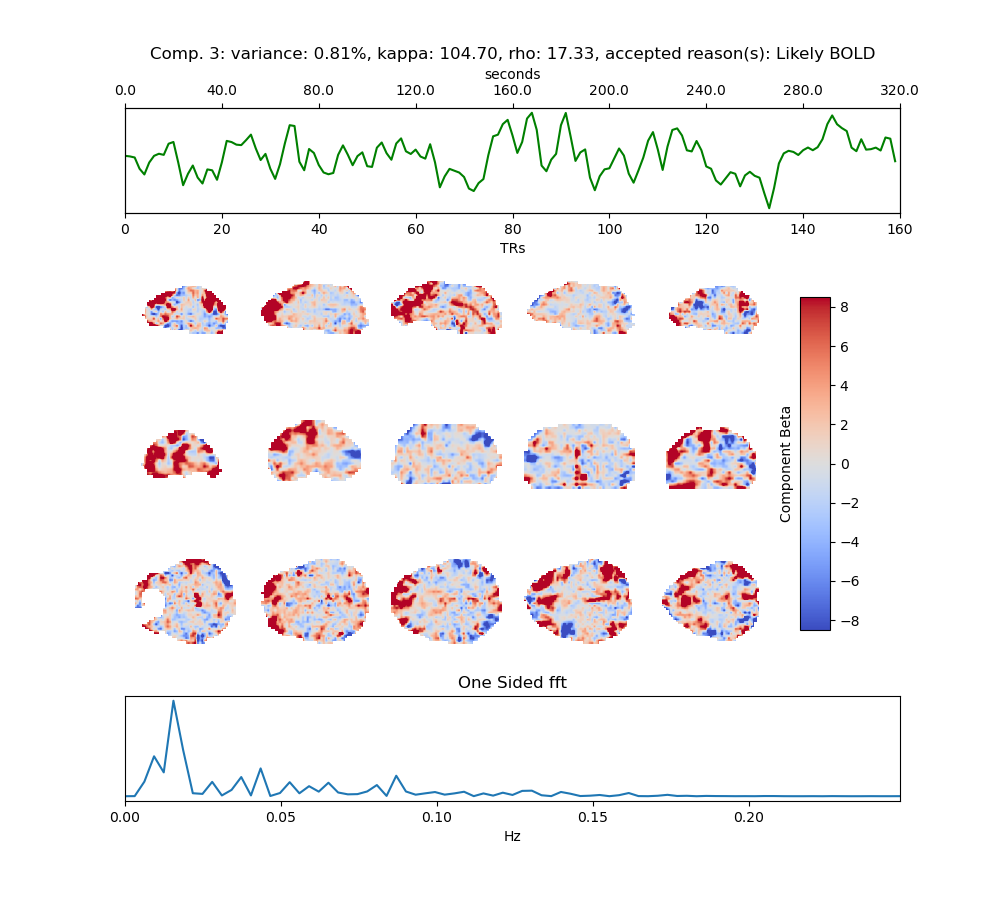 Comp. 3: variance: 0.81%, kappa: 104.70, rho: 17.33, accepted reason(s): Likely BOLD
seconds
0.0 40.0 80.0 120.0 160.0 200.0 240.0 280.0 320.0
0 20 40 60 80 100 120 140 160
TRs
8
6
4
2
0
−2
−4
−6
−8
Component Beta
One Sided fft
0.00 0.05 0.10 0.15 0.20
Hz